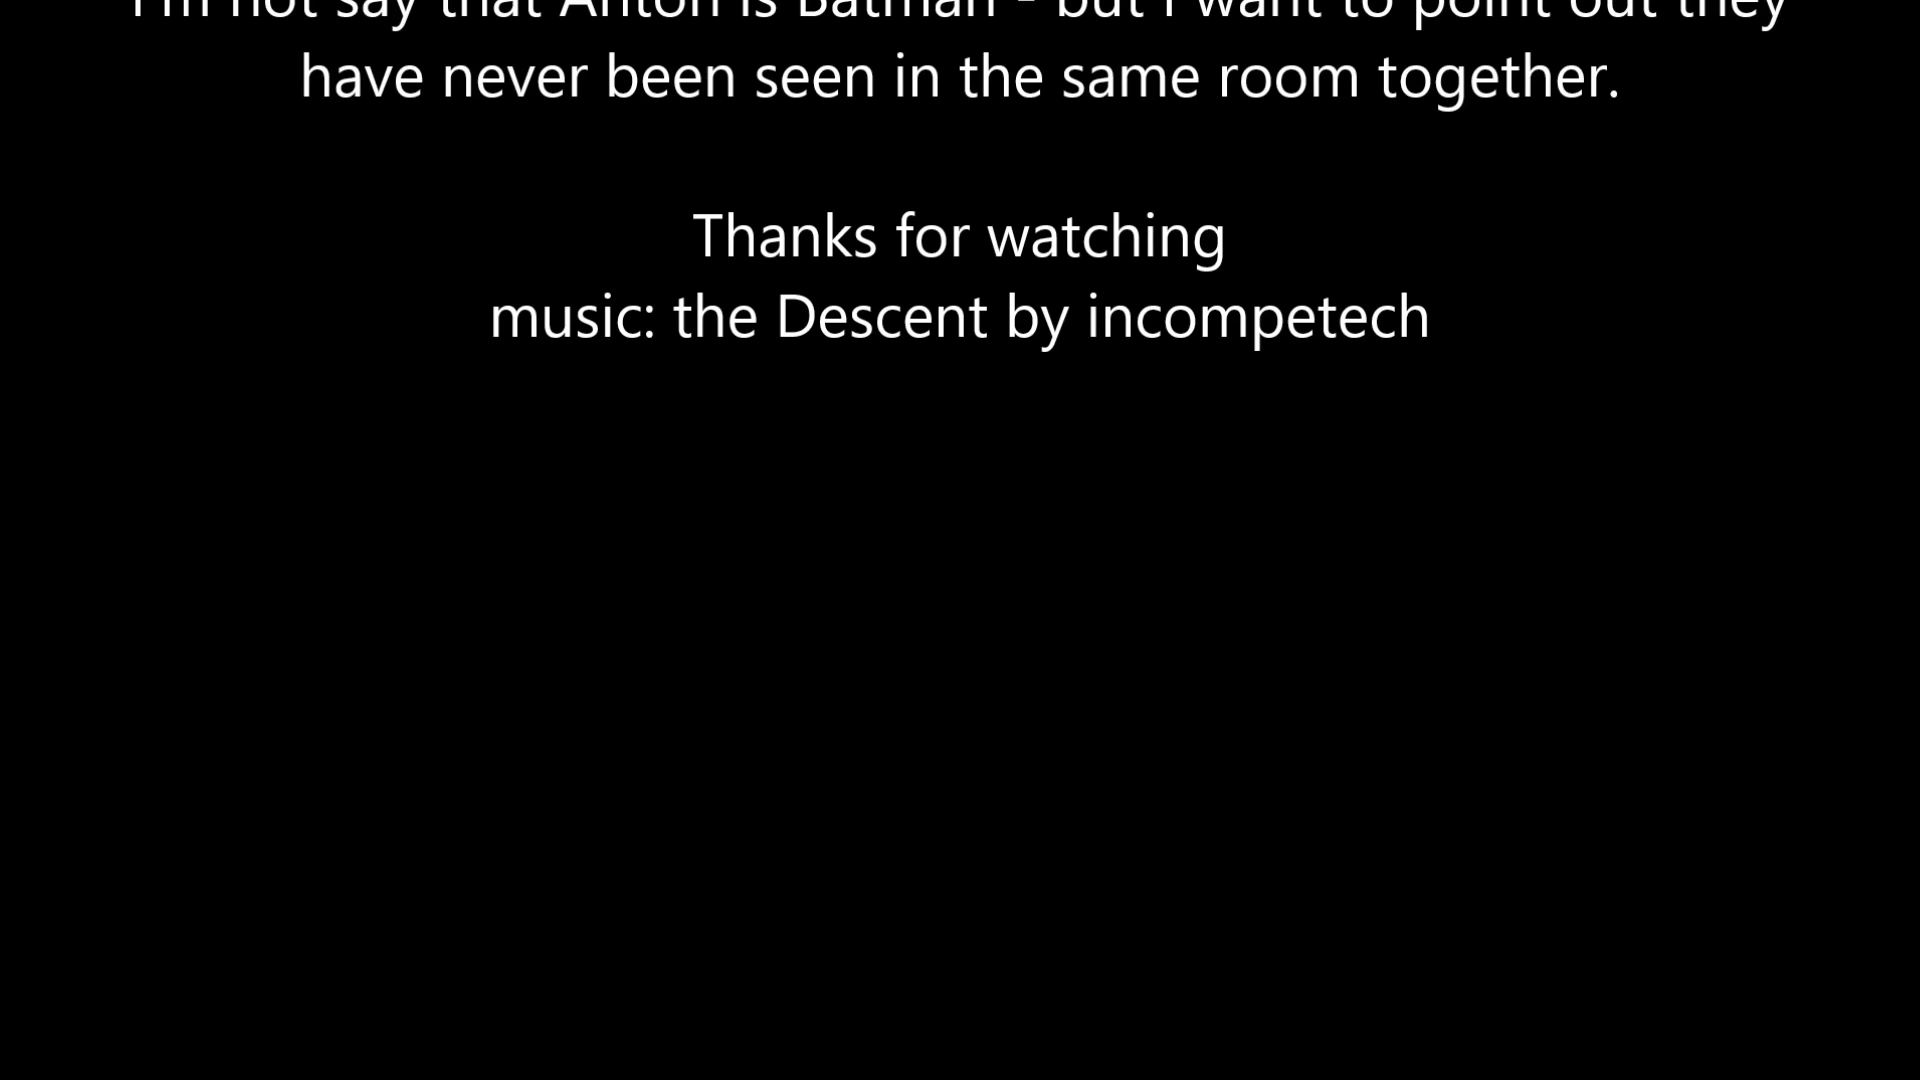 I'm not say that Anton is Batman - but I want to point out they
have never been seen in the same room together.
Thanks for watching
music: the Descent by incompetech